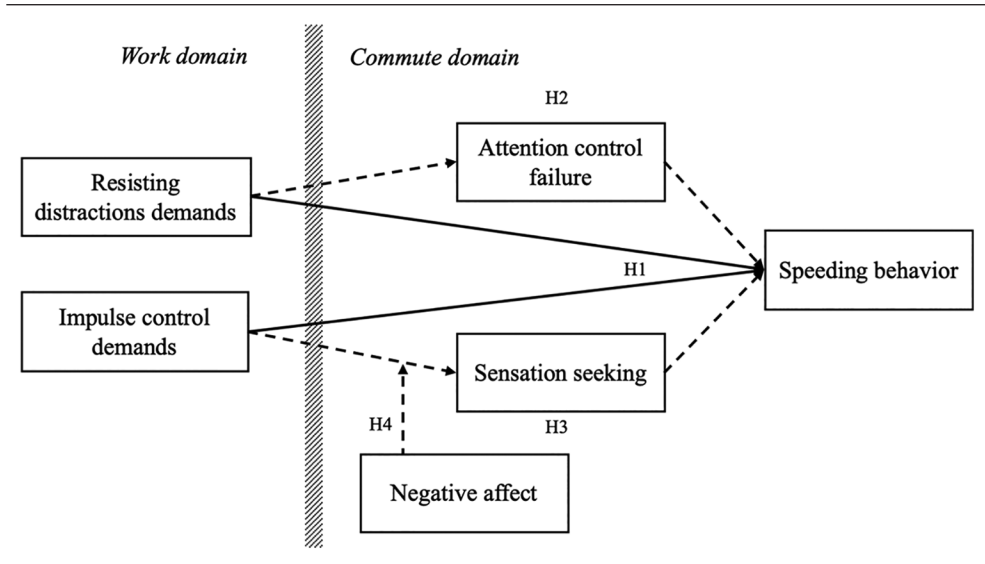 Work domain
Commute domain
H2
Attention control
failure
Resisting
distractions demands
H1
Speeding behavior
Impulse control
demands
Sensation seeking
H4
H3
Negative affect